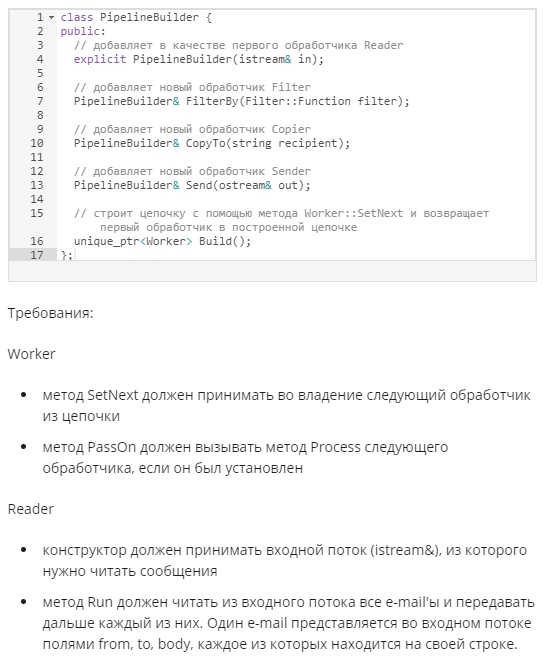 1 class PipelineBuilder {
2 public:
3 // добавляет в качестве первого обработчика Reader
4 explicit PipelineBuilder(istream& in);
5
6 // добавляет новый обработчик Filter
7 PipelineBuilder& FilterBy(Filter::Function filter);
8
9 // добавляет новый обработчик Copier
10 PipelineBuilder& CopyTo(string recipient);
11
12 // добавляет новый обработчик Sender
13 PipelineBuilder& Send(ostream& out);
14
15 // строит цепочку с помощью метода Worker::SetNext и возвращает
первый обработчик в построенной цепочке
16 unique_ptr<Worker> Build();
17 };
Требования:
Worker
• метод SetNext должен принимать во владение следующий обработчик
из цепочки
• метод PassOn должен вызывать метод Process следующего
обработчика, если он был установлен
Reader
• конструктор должен принимать входной поток (istream&), из которого
нужно читать сообщения
• метод Run должен читать из входного потока все e-mail'ы и передавать
дальше каждый из них. Один e-mail представляется во входном потоке
полями from, to, body, каждое из которых находится на своей строке.